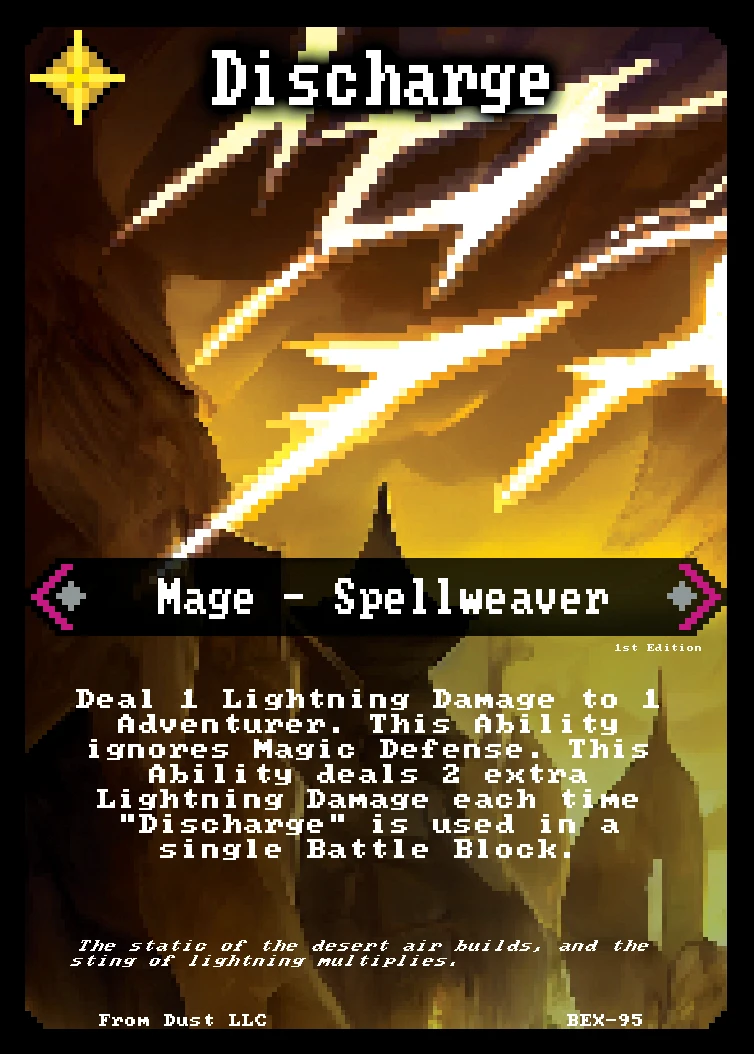 Discharge
Mage - Spellweaver
1st Edition
Deal 1 Lightning Damage to 1
Adventurer. This Ability
ignores Magic Defense. This
Ability deals 2 extra
Lightning Damage each time
"Discharge" is used in a
single Battle Block.
The static of the desert air builds, and the
sting of lightning multiplies.
From Dust LLC
BEX-95